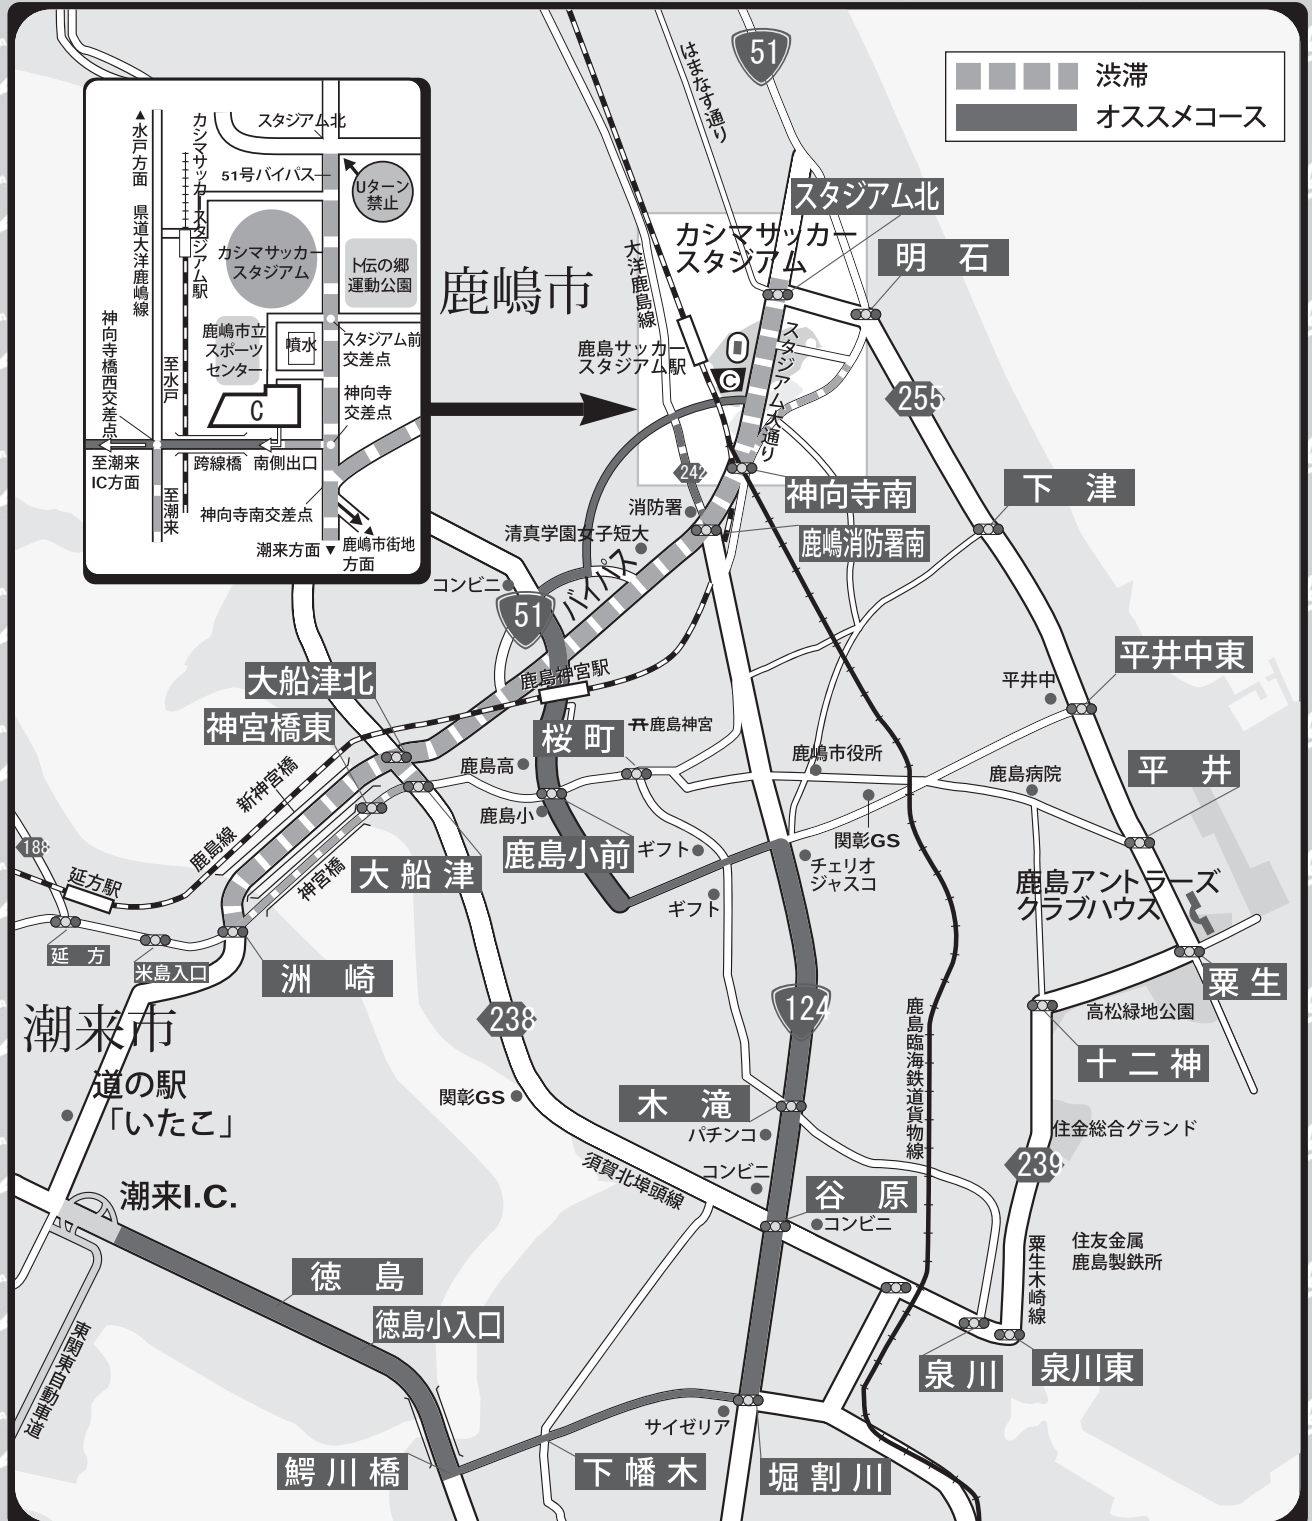 渋滞
オススメコース
51
はまなす通り
スタジアム北
明 石
カシマサッカー
スタジアム
大洋鹿島線
鹿嶋市
鹿島サッカー
スタジアム駅
C
スタジアム大通り
255
242
神向寺南
下 津
消防署
鹿嶋消防署南
清真学園女子短大
コンビニ
51
バイパス
鹿島神宮駅
大船津北
神宮橋東
桜町
鹿島神宮
平井中
平井中東
鹿嶋市役所
鹿島高
鹿島小
鹿島小前
新神宮橋
鹿島線
神宮橋
大船津
ギフト
ギフト
関彰GS
チェリオ
ジャスコ
鹿島病院
平 井
鹿島アントラーズ
クラブハウス
188
延方駅
延 方
米島入口
洲 崎
粟生
潮来市
道の駅
「いたこ」
238
124
鹿島臨海鉄道貨物線
高松緑地公園
十二神
関彰GS
木 滝
パチンコ
コンビニ
住金総合グランド
239
須賀北埠頭線
谷 原
コンビニ
潮来I.C.
粟生木崎線
住友金属
鹿島製鉄所
徳 島
徳島小入口
東関東自動車道
泉川
泉川東
サイゼリア
鰐川橋
下幡木
堀割川
▲水戸方面 県道大洋鹿嶋線
カシマサッカースタジアム駅
スタジアム北
51号バイパス
Uターン
禁止
カシマサッカー
スタジアム
卜伝の郷
運動公園
神向寺橋西交差点
至水戸
鹿嶋市立
スポーツ
センター
噴水
スタジアム前
交差点
C
神向寺
交差点
至潮来
IC方面
跨線橋
南側出口
至潮来
神向寺南交差点
潮来方面▼
鹿嶋市街地
方面